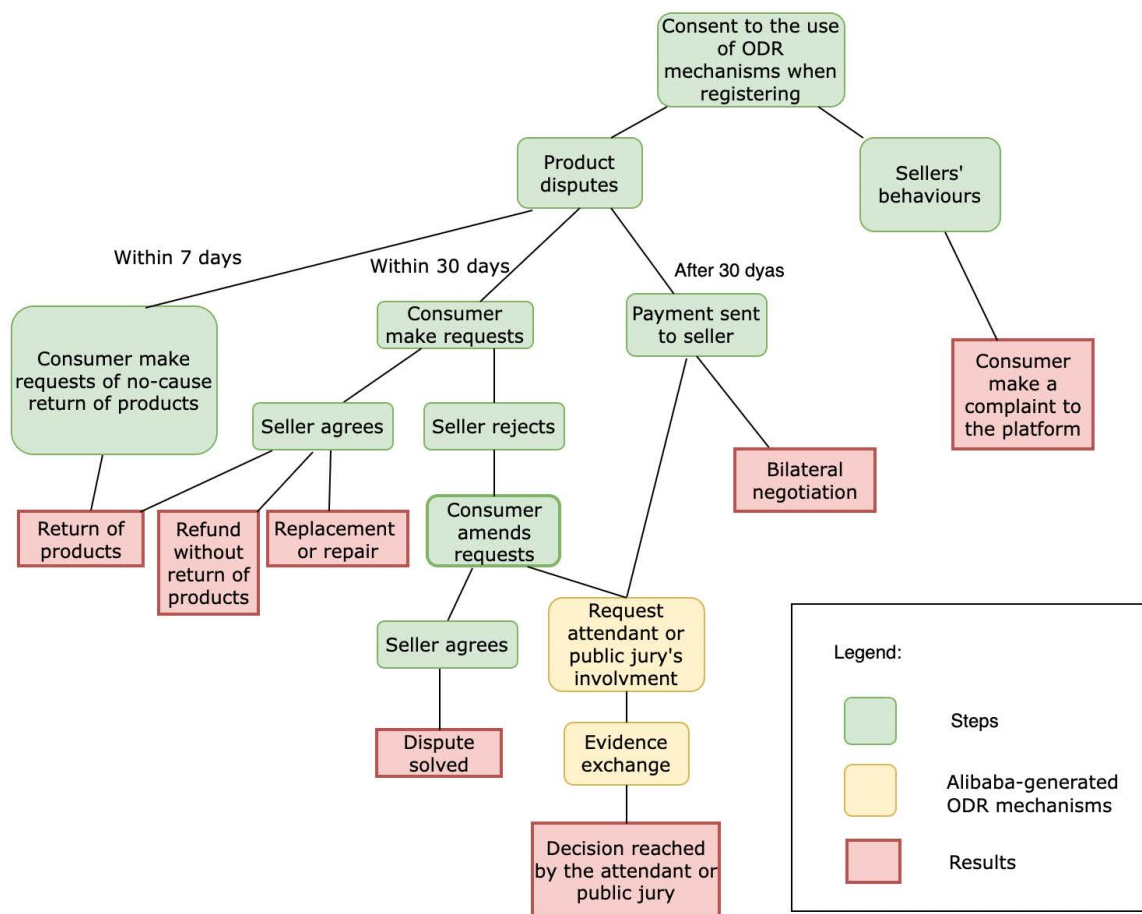 Consent to the use
of ODR
mechanisms when
registering
Product
disputes
Sellers'
behaviours
Within 7 days
Within 30 days
After 30 dyas
Consumer make
requests of no-cause
return of products
Consumer
make requests
Payment sent
to seller
Consumer
make a
complaint to
the platform
Seller agrees
Seller rejects
Bilateral
negotiation
Return of
products
Refund
without
return of
products
Replacement
or repair
Consumer
amends
requests
Seller agrees
Request
attendant or
public jury's
involvment
Dispute
solved
Evidence
exchange
Decision reached
by the attendant or
public jury
Legend:
Steps
Alibaba-generated
ODR mechanisms
Results